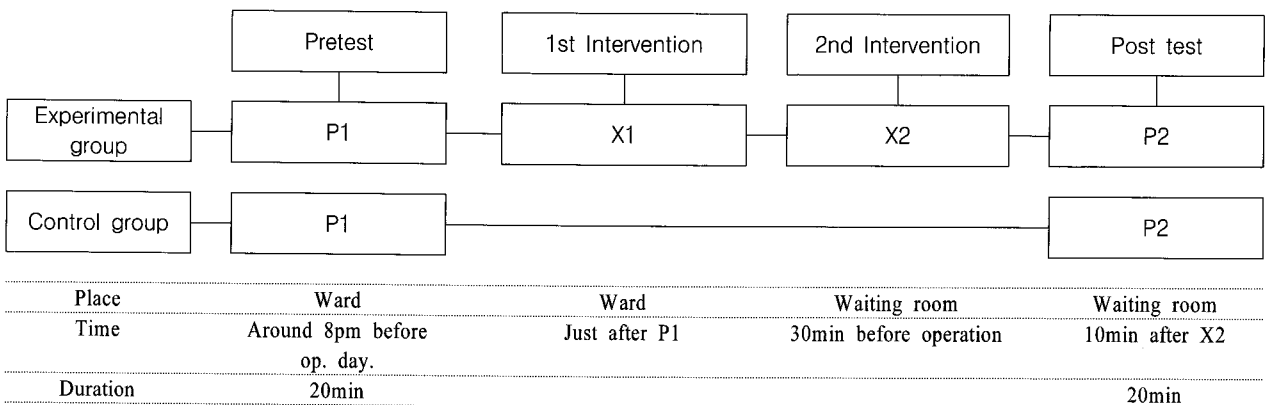 Pretest 1st Intervention 2nd Intervention Post test
Experimental
group P1 X1 X2 P2
Control group P1 P2
Place Ward Ward Waiting room Waiting room
Time Around 8pm before Just after P1 30min before operation 10min after X2
op. day.
Duration 20min 20min